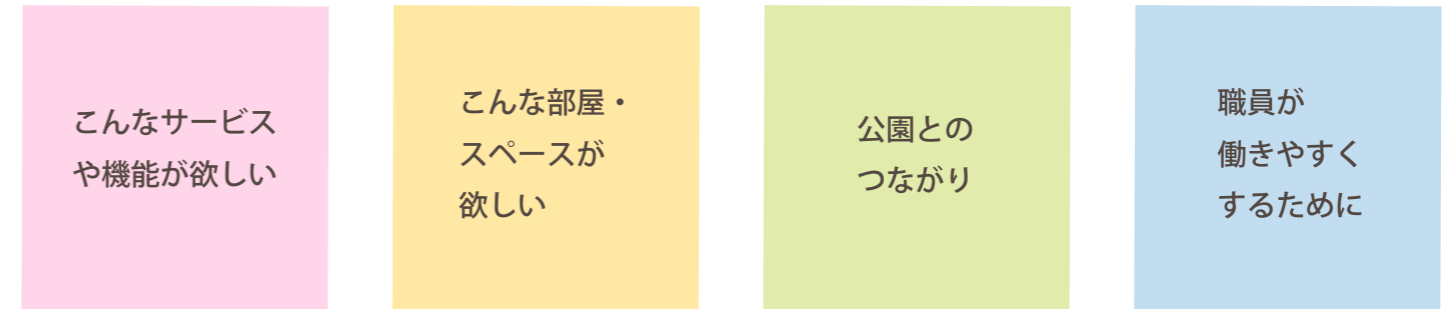 こんなサービス
や機能が欲しい
こんな部屋・
スペースが
欲しい
公園との
つながり
職員が
働きやすく
するために